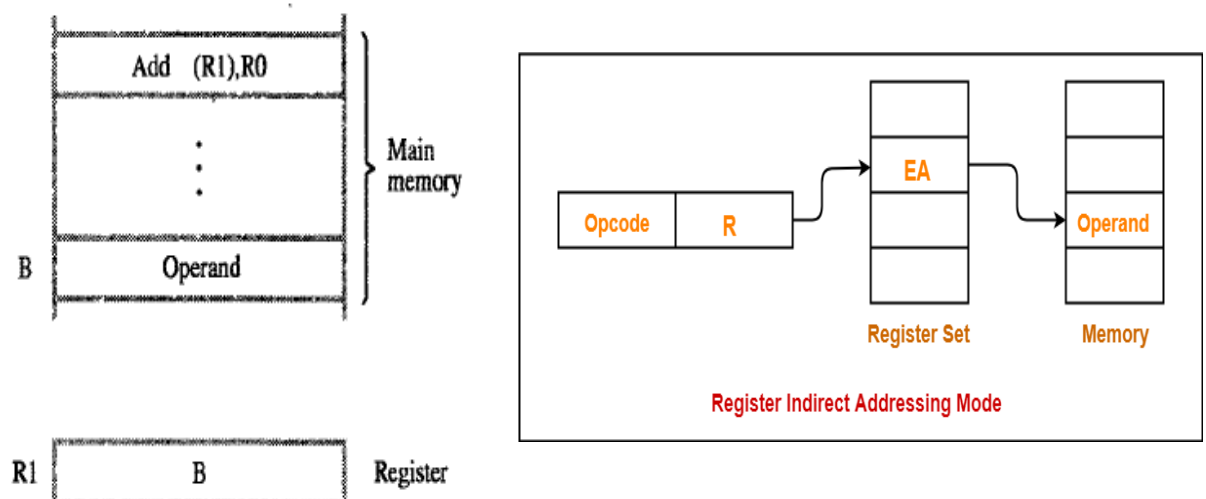 Add (R1),R0
Main
memory
B
Operand
R1
B
Register
Opcode
R
EA
Operand
Register Set
Memory
Register Indirect Addressing Mode